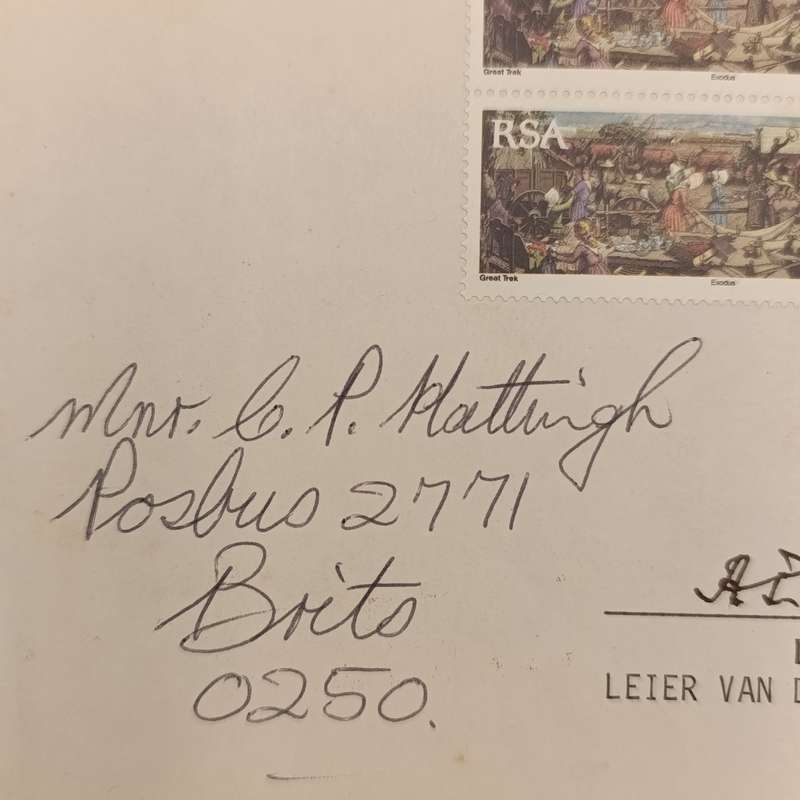 Great Trek Exodus
RSA
Great Trek Exodus
Mnr. C. P. Hattingh
Posbus 2771
Brits
0250.
LEIER VAN D